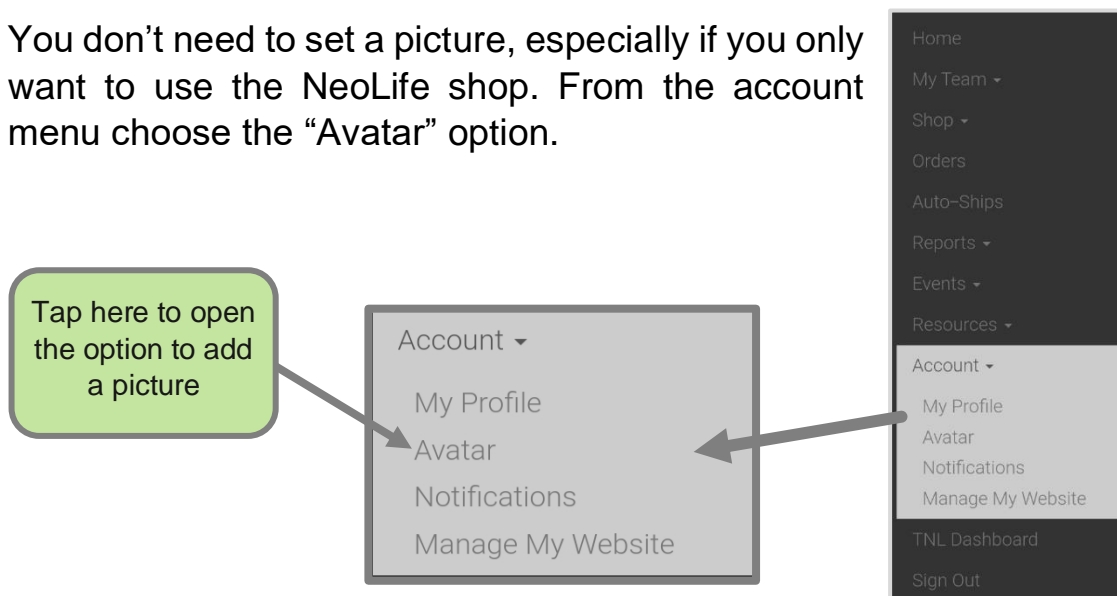 You don’t need to set a picture, especially if you only
want to use the NeoLife shop. From the account
menu choose the “Avatar” option.
Tap here to open
the option to add
a picture
Account
My Profile
Avatar
Notifications
Manage My Website
Home
My Team
Shop
Orders
Auto–Ships
Reports
Events
Resources
Account
My Profile
Avatar
Notifications
Manage My Website
TNL Dashboard
Sign Out